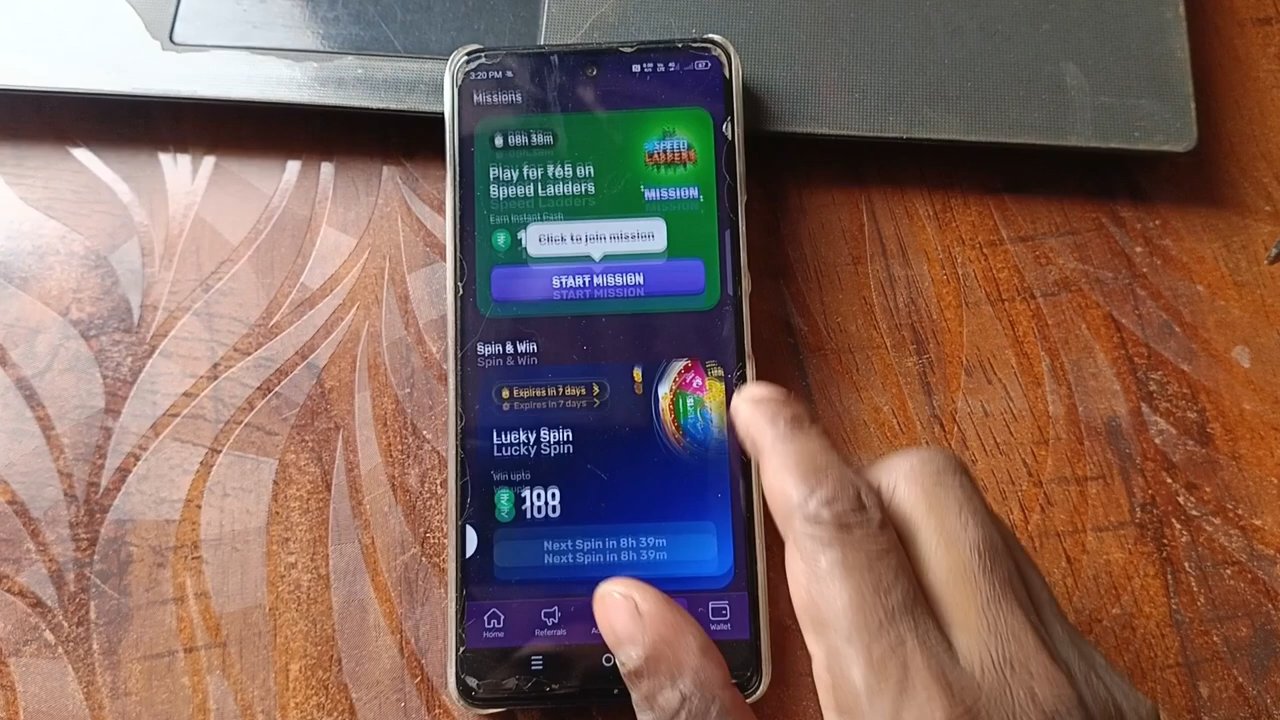 3:20 PM
67
Missions
08h 38m
Play for ₹65 on
Speed Ladders
SPEED
LADDERS
MISSION
Earn Instant Cash
Click to join mission
START MISSION
Spin & Win
Expires in 7 days
Lucky Spin
Win upto
188
Next Spin in 8h 39m
Home
Referrals
Wallet